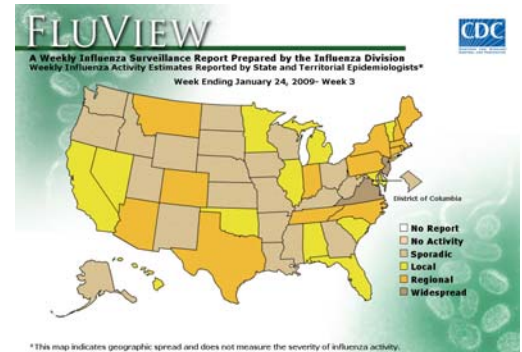 FLUVIEW
CDC
A Weekly Influenza Surveillance Report Prepared by the Influenza Division
Weekly Influenza Activity Estimates Reported by State and Territorial Epidemiologists*
Week Ending January 24, 2009- Week 3
District of Columbia
No Report
No Activity
Sporadic
Local
Regional
Widespread
*This map indicates geographic spread and does not measure the severity of influenza activity.